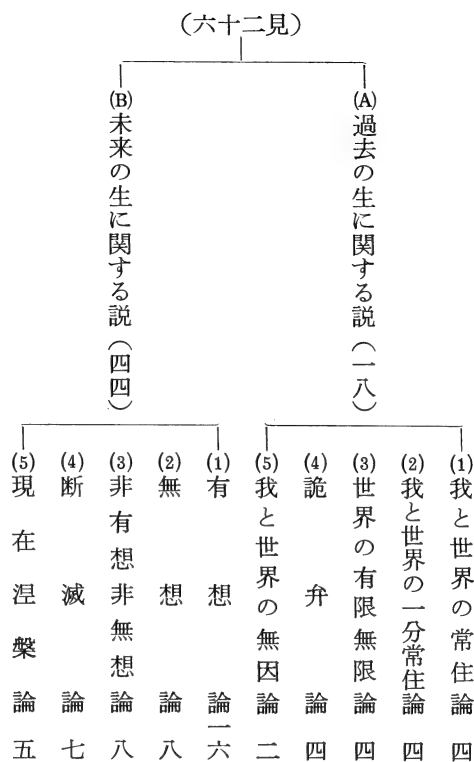 (六十二見)
(A)過去の生に関する説(一八)
(1)我と世界の常住論四
(2)我と世界の一分常住論四
(3)世界の有限無限論四
(4)詭弁論四
(5)我と世界の無因論二
(B)未来の生に関する説(四四)
(1)有想論一六
(2)無想論八
(3)非有想非無想論八
(4)断滅論七
(5)現在涅槃論五